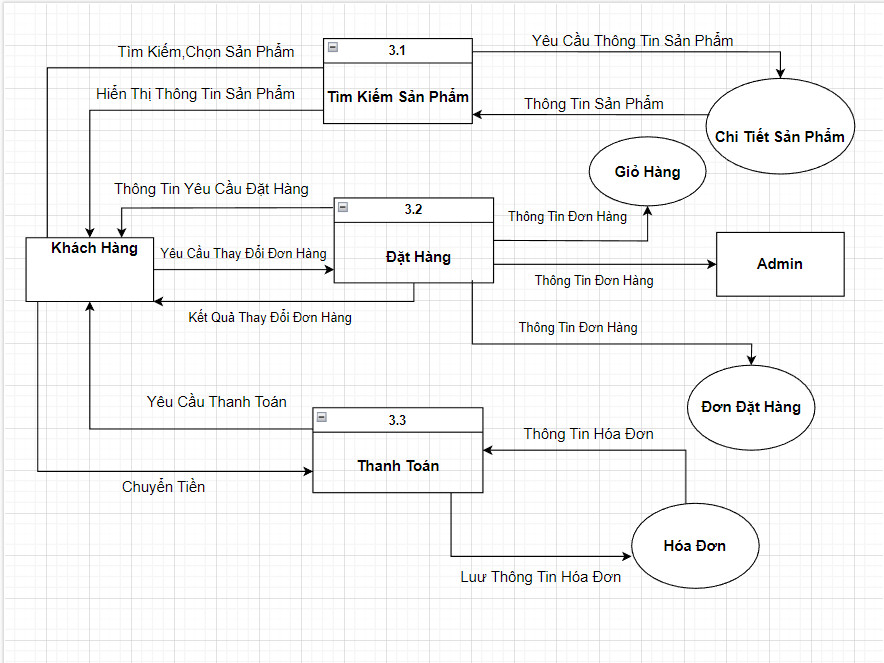 Yêu Cầu Thông Tin Sản Phẩm
Tìm Kiếm,Chọn Sản Phẩm
3.1
Hiển Thị Thông Tin Sản Phẩm
Tìm Kiếm Sản Phẩm
Thông Tin Sản Phẩm
Chi Tiết Sản Phẩm
Giỏ Hàng
Thông Tin Yêu Cầu Đặt Hàng
3.2
Thông Tin Đơn Hàng
Khách Hàng
Yêu Cầu Thay Đổi Đơn Hàng
Đặt Hàng
Admin
Thông Tin Đơn Hàng
Kết Quả Thay Đổi Đơn Hàng
Thông Tin Đơn Hàng
Yêu Cầu Thanh Toán
Đơn Đặt Hàng
3.3
Thông Tin Hóa Đơn
Thanh Toán
Chuyển Tiền
Hóa Đơn
Luư Thông Tin Hóa Đơn